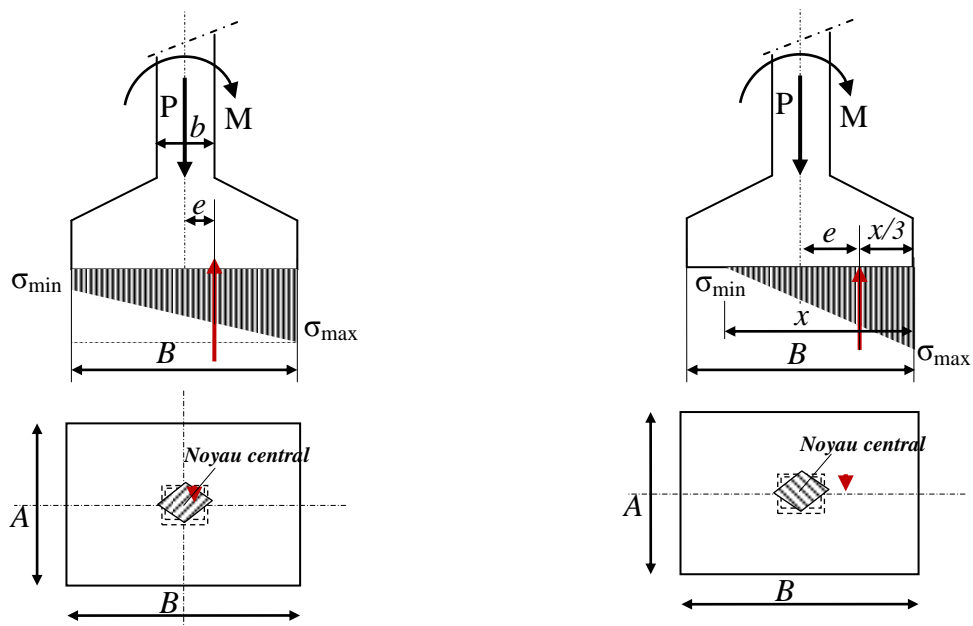 P
M
b
e
σmin
σmax
B
Noyau central
A
B
P
M
e
x/3
σmin
x
B
σmax
Noyau central
A
B